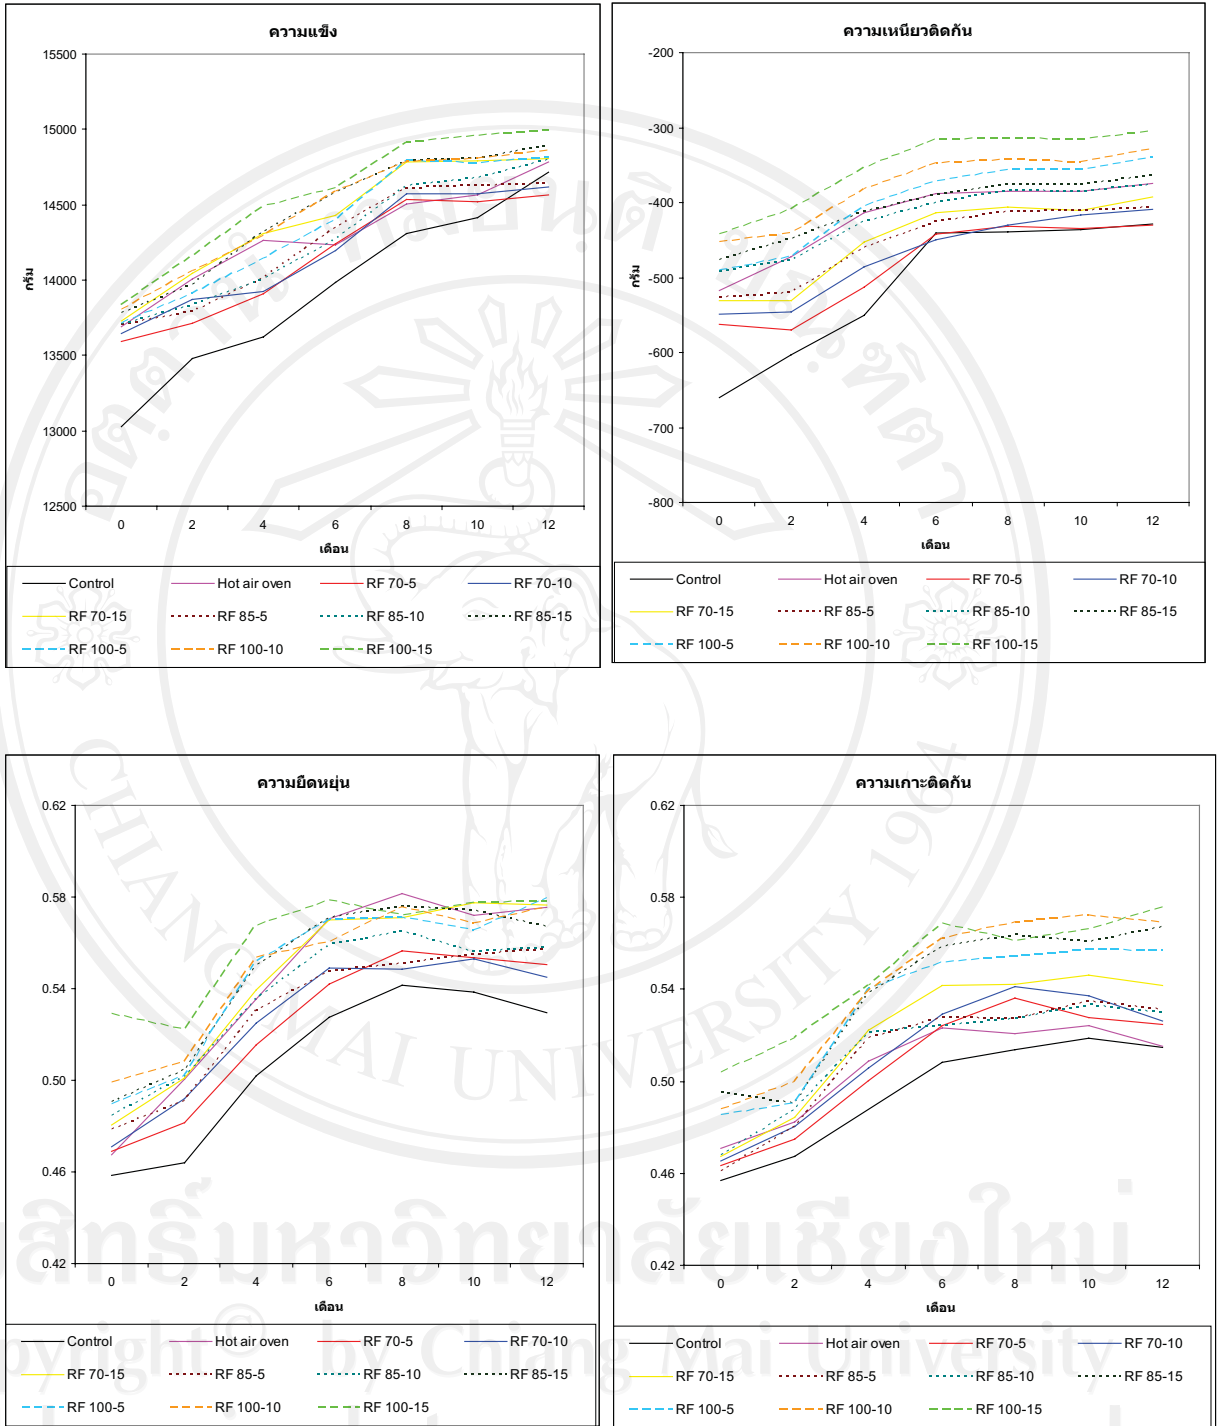 ความแข็ง
15500
15000
14500
14000
13500
13000
12500
กรัม
0 2 4 6 8 10 12
เดือน
Control Hot air oven RF 70-5 RF 70-10
RF 70-15 RF 85-5 RF 85-10 RF 85-15
RF 100-5 RF 100-10 RF 100-15
ความเหนียวติดกัน
-200
-300
-400
-500
-600
-700
-800
กรัม
0 2 4 6 8 10 12
เดือน
Control Hot air oven RF 70-5 RF 70-10
RF 70-15 RF 85-5 RF 85-10 RF 85-15
RF 100-5 RF 100-10 RF 100-15
ความยืดหยุ่น
0.62
0.58
0.54
0.50
0.46
0.42
0 2 4 6 8 10 12
เดือน
Control Hot air oven RF 70-5 RF 70-10
RF 70-15 RF 85-5 RF 85-10 RF 85-15
RF 100-5 RF 100-10 RF 100-15
ความเกาะติดกัน
0.62
0.58
0.54
0.50
0.46
0.42
0 2 4 6 8 10 12
เดือน
Control Hot air oven RF 70-5 RF 70-10
RF 70-15 RF 85-5 RF 85-10 RF 85-15
RF 100-5 RF 100-10 RF 100-15
CHIANG MAI UNIVERSITY 1964
มหาวิทยาลัยเชียงใหม่
by Chiang Mai University